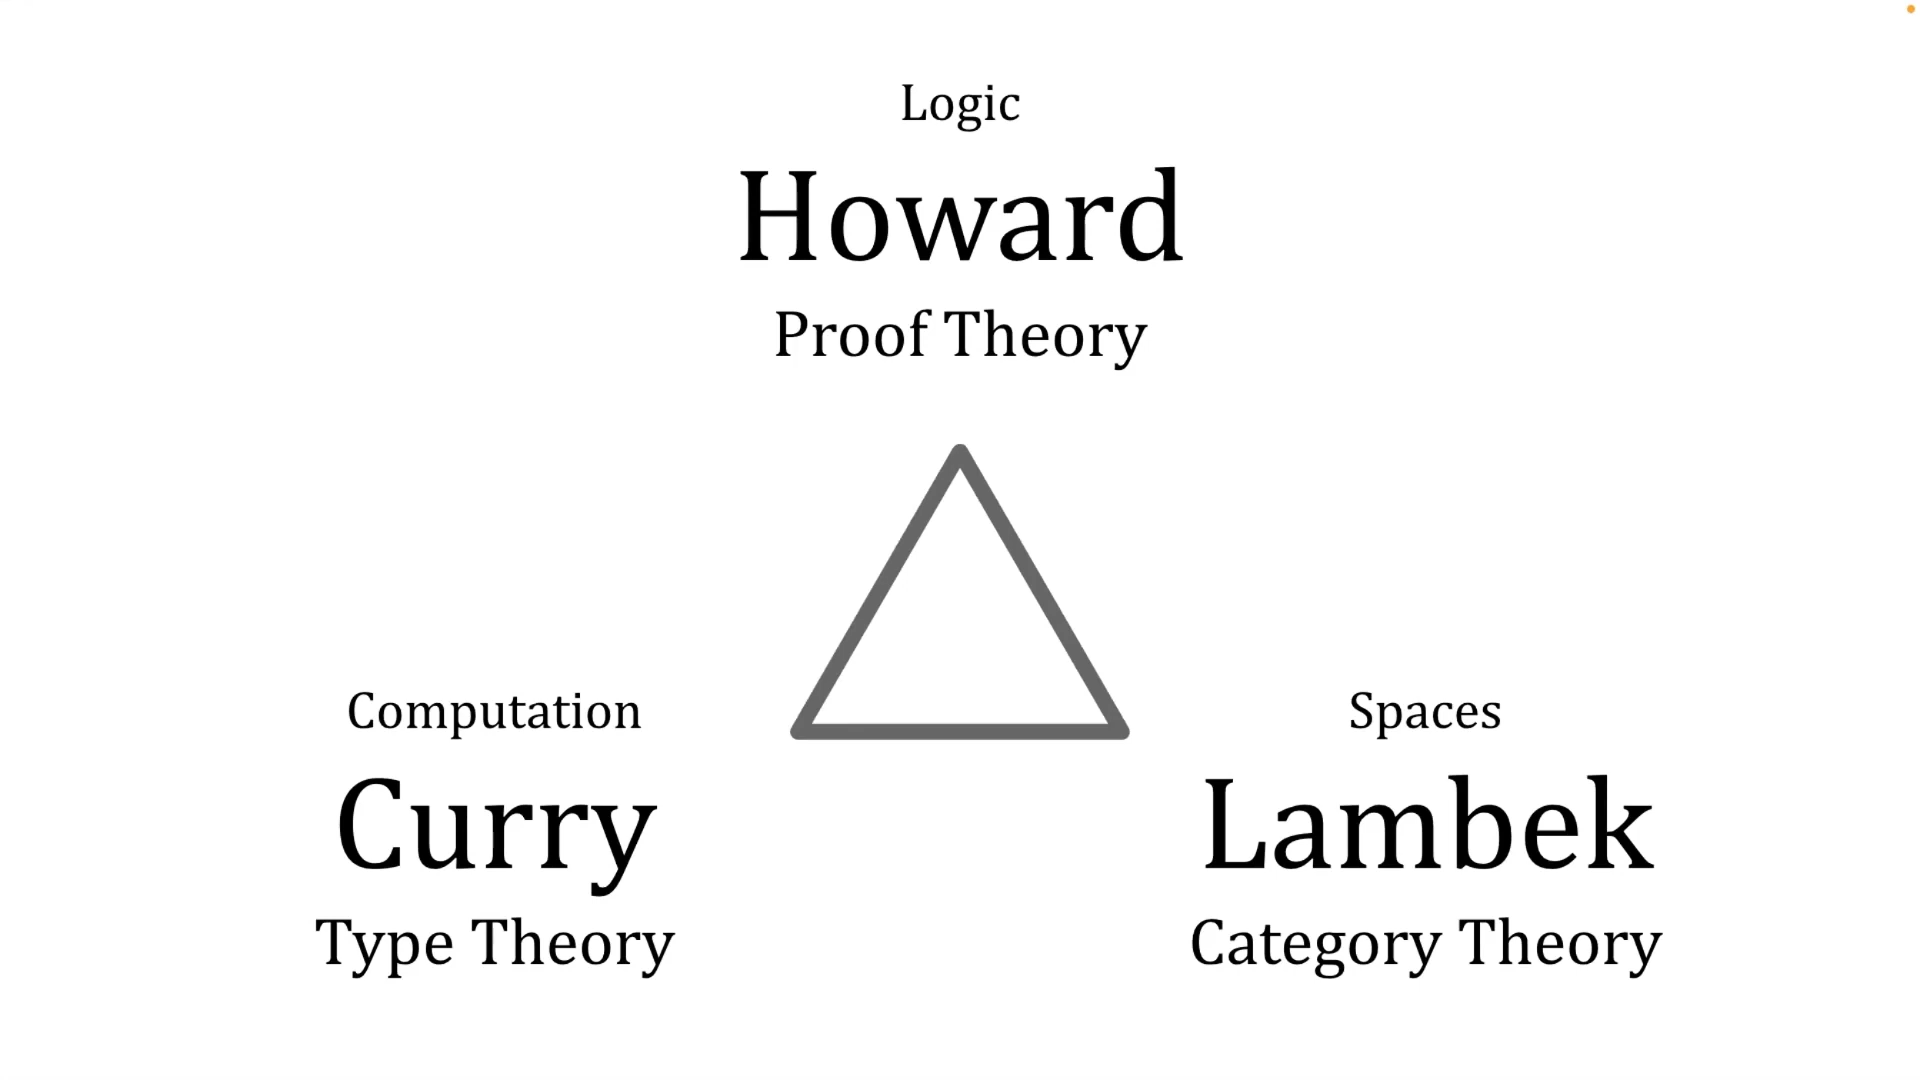 Logic
Howard
Proof Theory
Computation
Curry
Type Theory
Spaces
Lambek
Category Theory